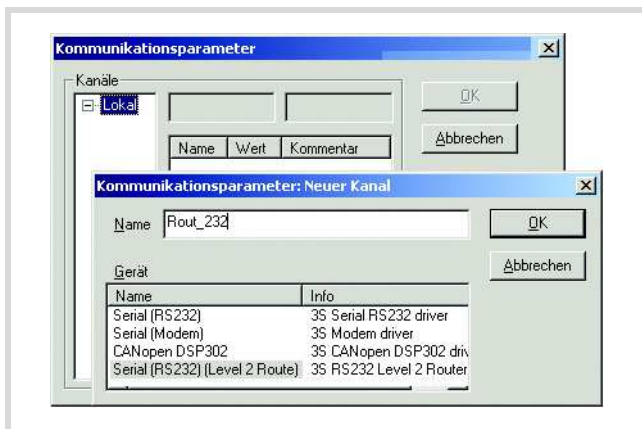 Kommunikationsparameter
Kanäle
Lokal
OK
Abbrechen
Name Wert Kommentar
Kommunikationsparameter: Neuer Kanal
Name Rout_232
OK
Abbrechen
Gerät
Name Info
Serial (RS232) 3S Serial RS232 driver
Serial (Modem) 3S Modem driver
CANopen DSP302 3S CANopen DSP302 driv
Serial (RS232) (Level 2 Route) 3S RS232 Level 2 Router